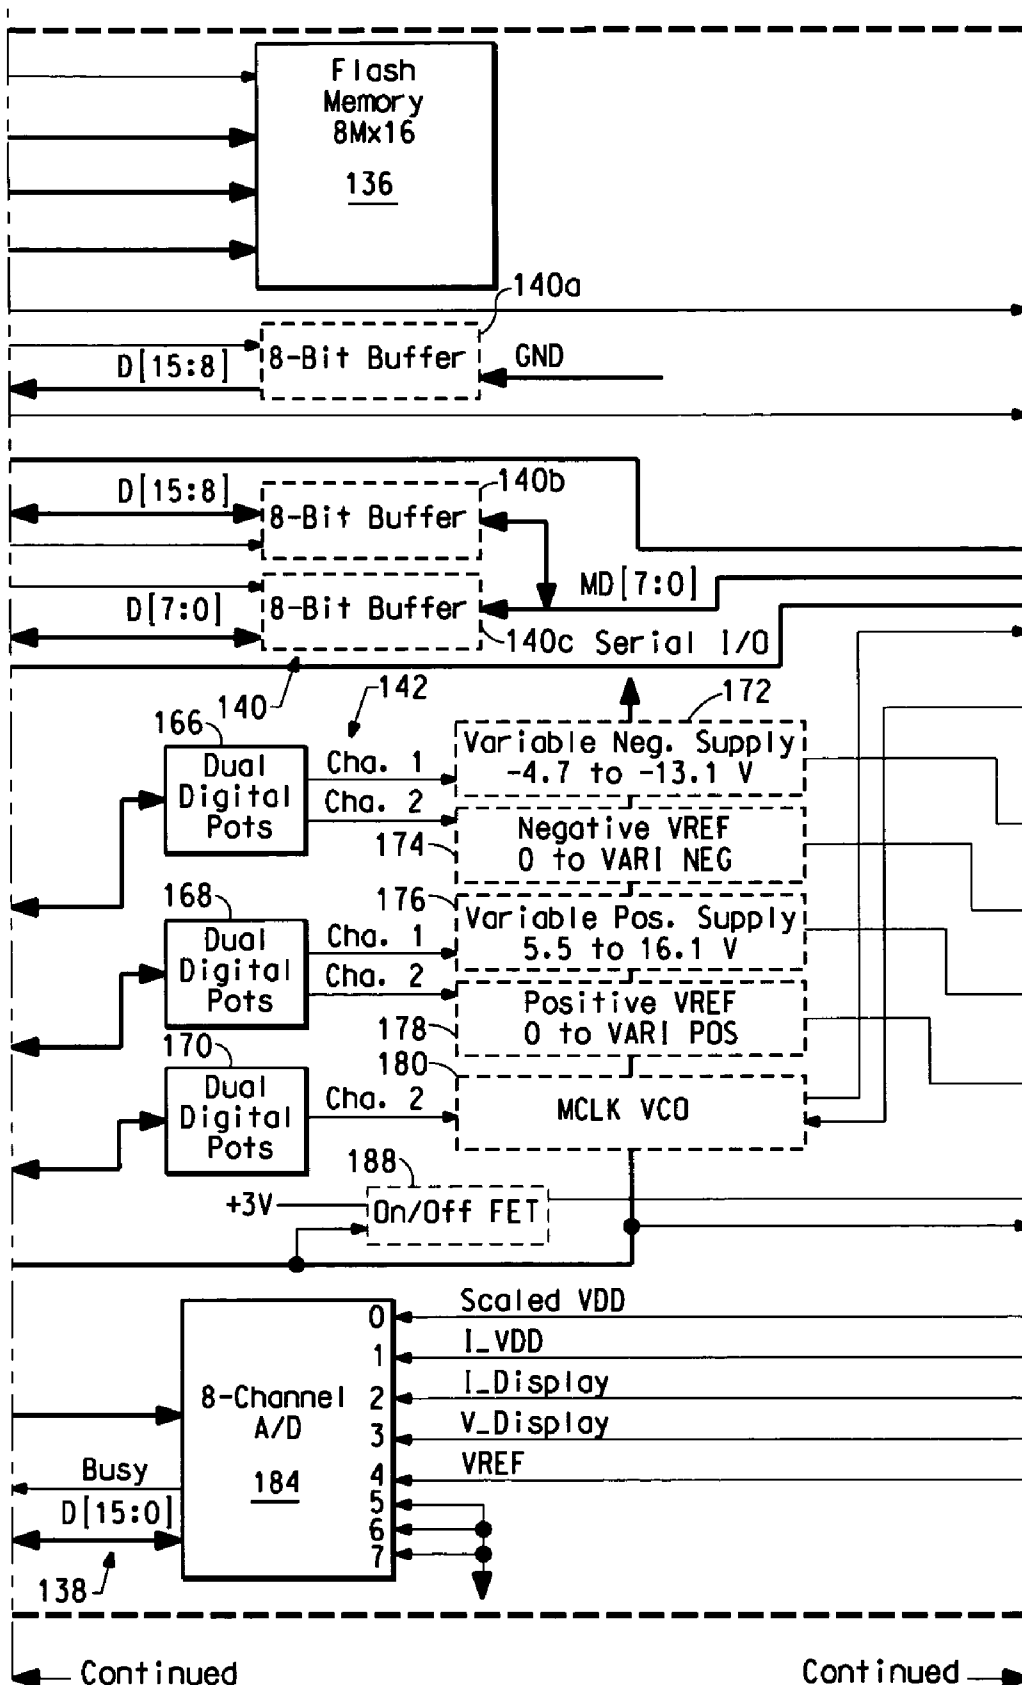 Flash
Memory
8Mx16
136
140a
8-Bit Buffer
GND
D[15:8]
140b
D[15:8]
8-Bit Buffer
MD[7:0]
8-Bit Buffer
D[7:0]
140c Serial I/O
140
142
172
166
Dual
Digital
Pots
Cha. 1
Cha. 2
Variable Neg. Supply
-4.7 to -13.1 V
174
Negative VREF
0 to VARI NEG
168
Dual
Digital
Pots
Cha. 1
Cha. 2
176
Variable Pos. Supply
5.5 to 16.1 V
178
Positive VREF
0 to VARI POS
170
Dual
Digital
Pots
Cha. 2
180
MCLK VCO
188
+3V
On/Off FET
8-Channel
A/D
184
0
Scaled VDD
1
I_VDD
2
I_Display
3
V_Display
4
VREF
5
6
7
Busy
D[15:0]
138
Continued
Continued